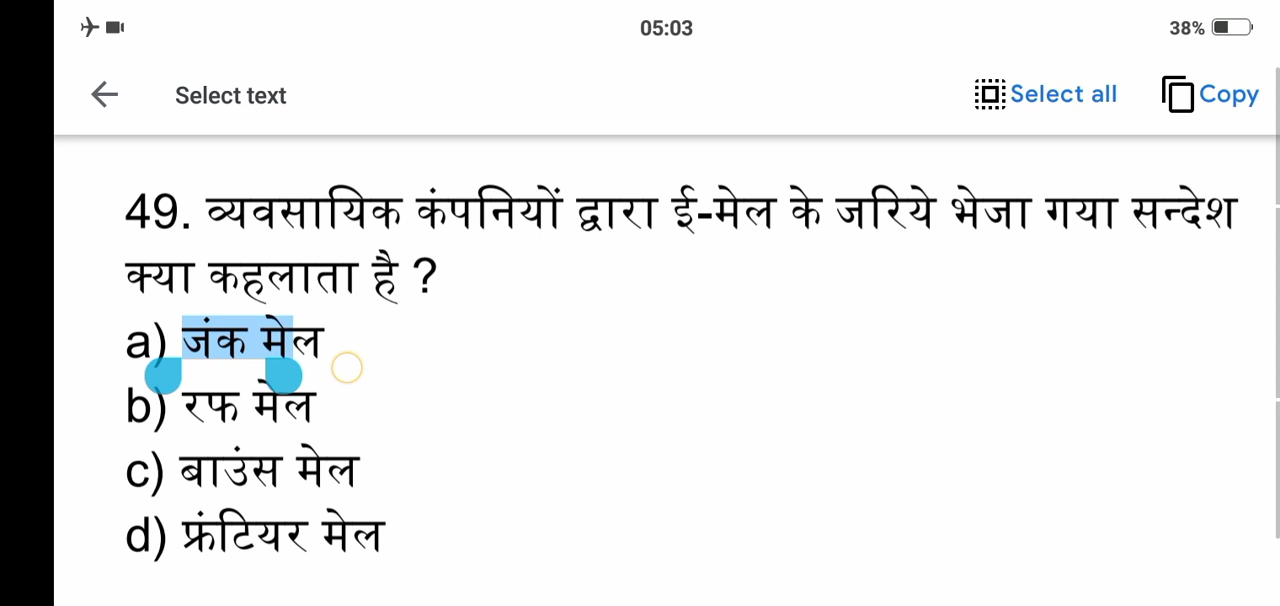 05:03
38%
Select text
Select all
Copy
49. व्यवसायिक कंपनियों द्वारा ई-मेल के जरिये भेजा गया सन्देश
क्या कहलाता है ?
a) जंक मेल
b) रफ मेल
c) बाउंस मेल
d) फ्रंटियर मेल